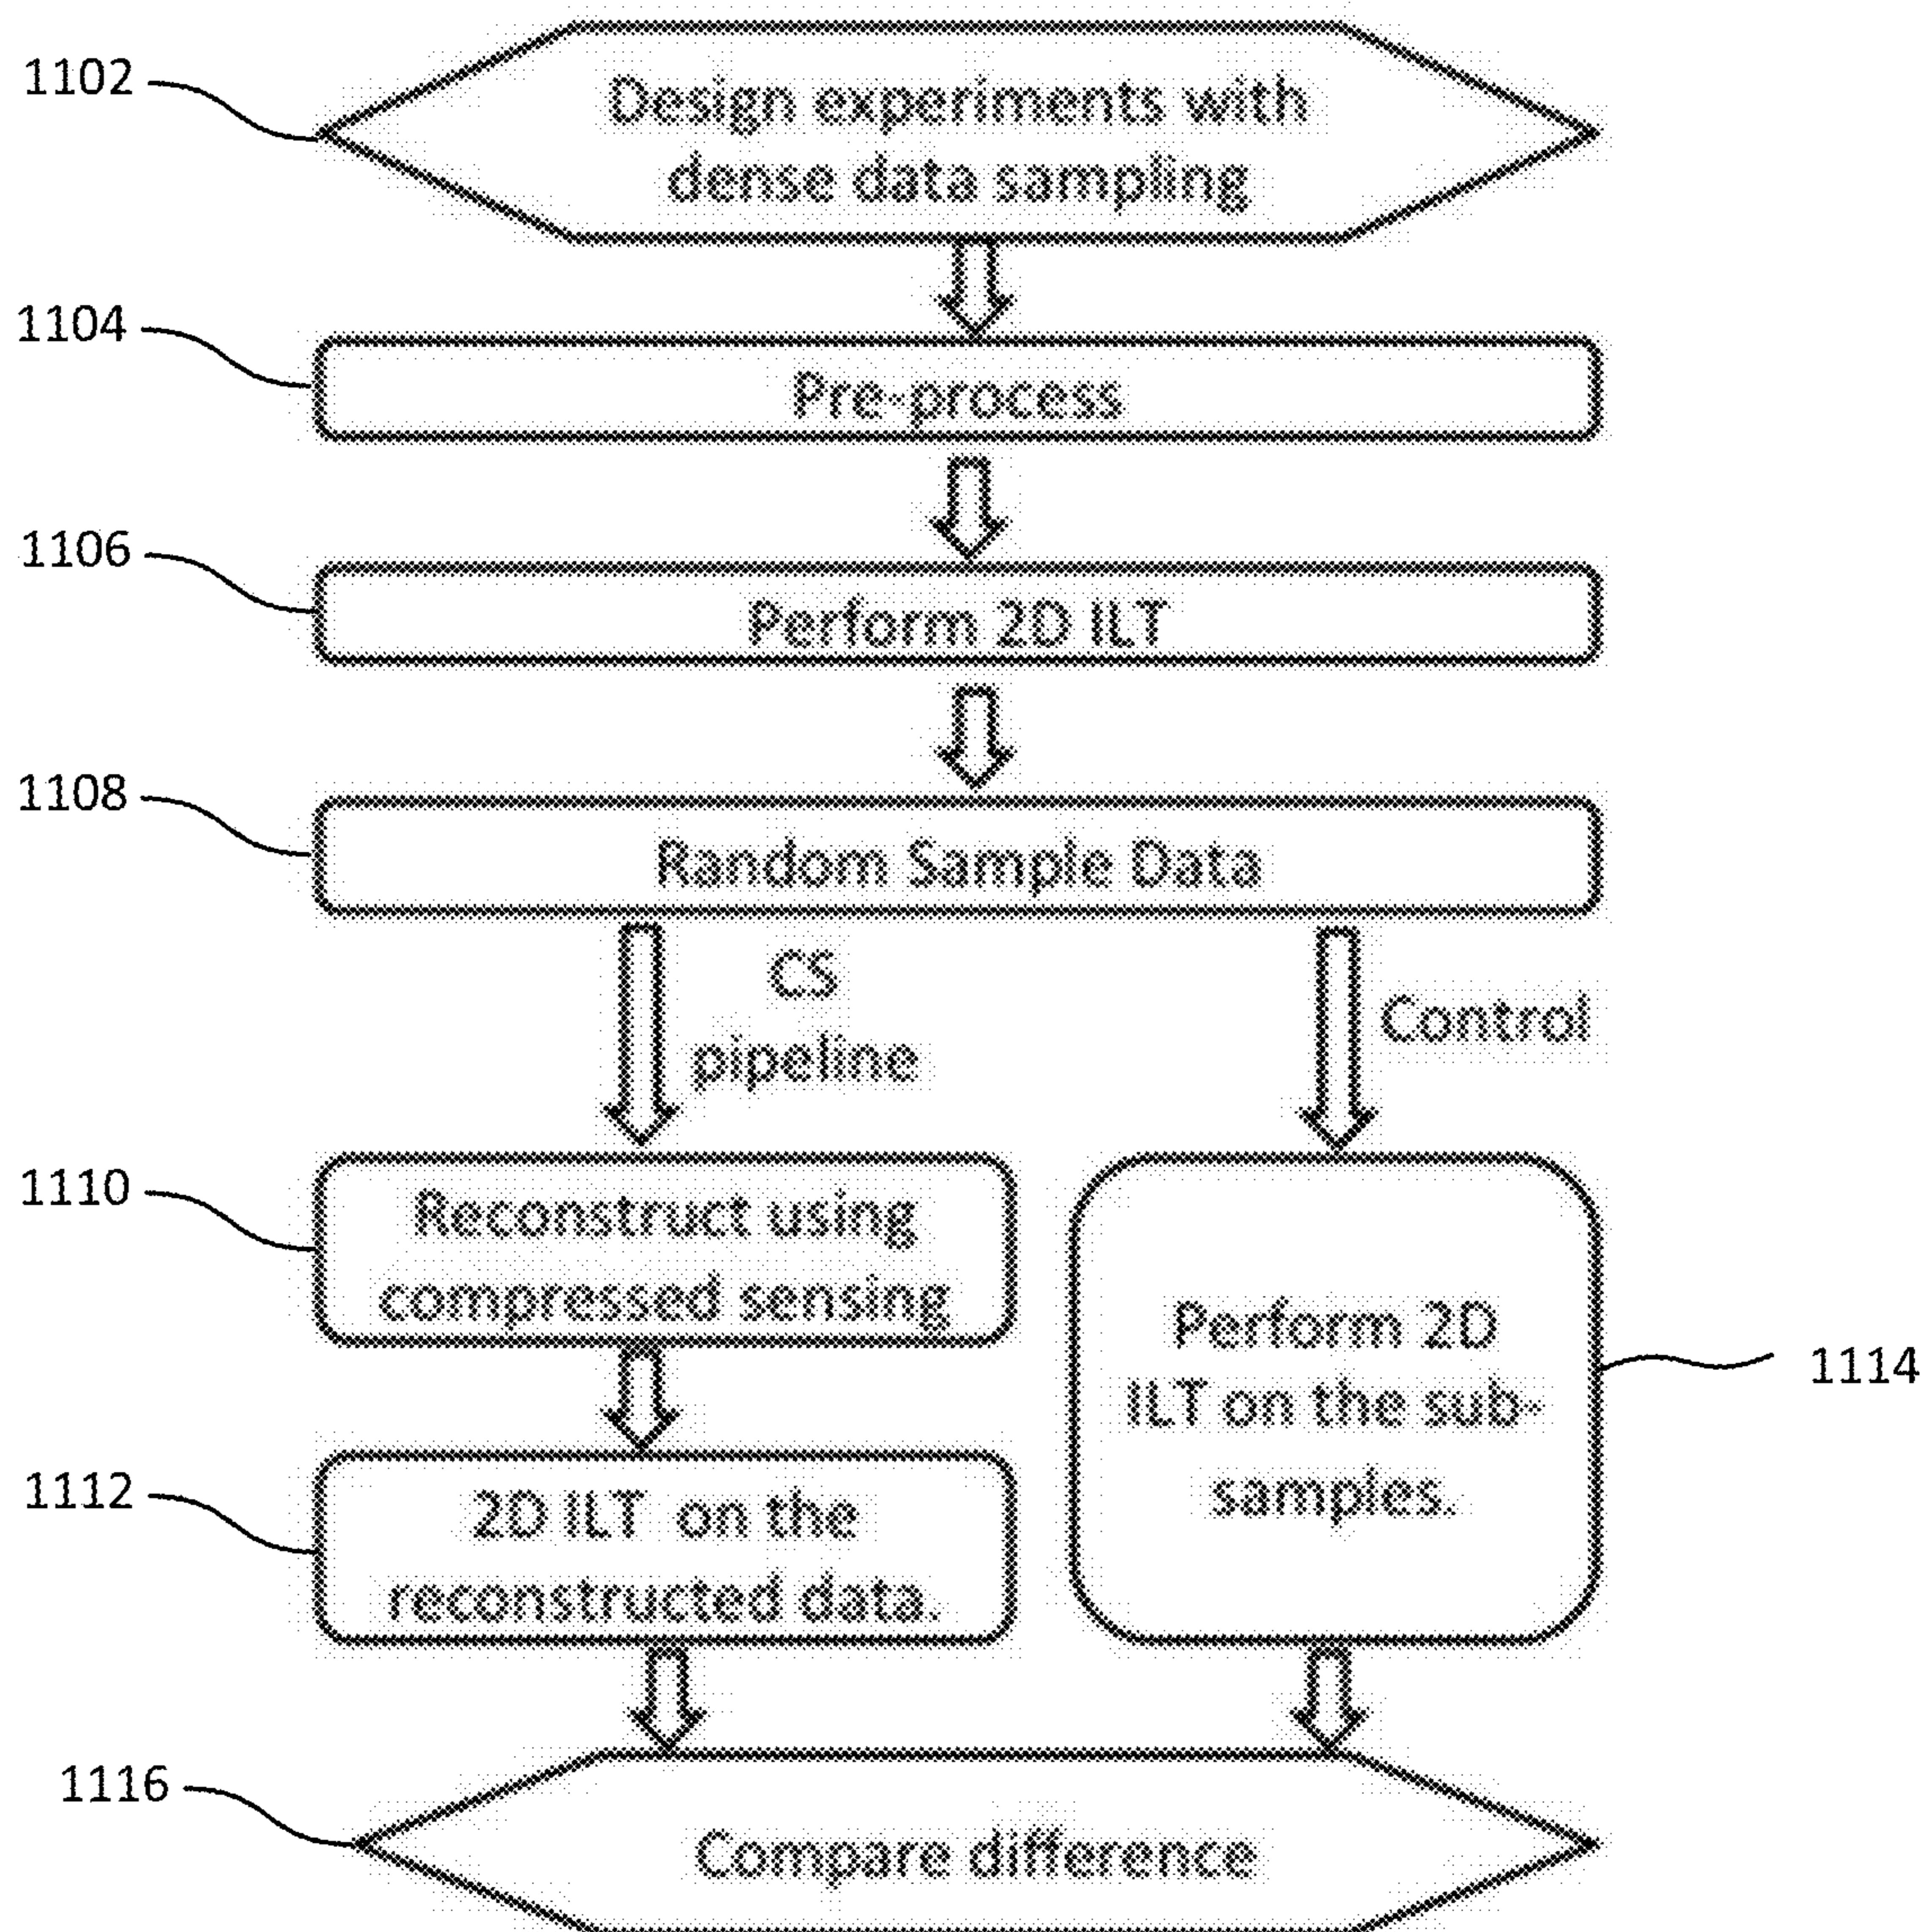 1102
Design experiments with
dense data sampling
1104
Pre-process
1106
Perform 2D ILT
1108
Random Sample Data
CS
pipeline
Control
1110
Reconstruct using
compressed sensing
1112
2D ILT on the
reconstructed data.
Perform 2D
ILT on the sub-
samples.
1114
1116
Compare difference